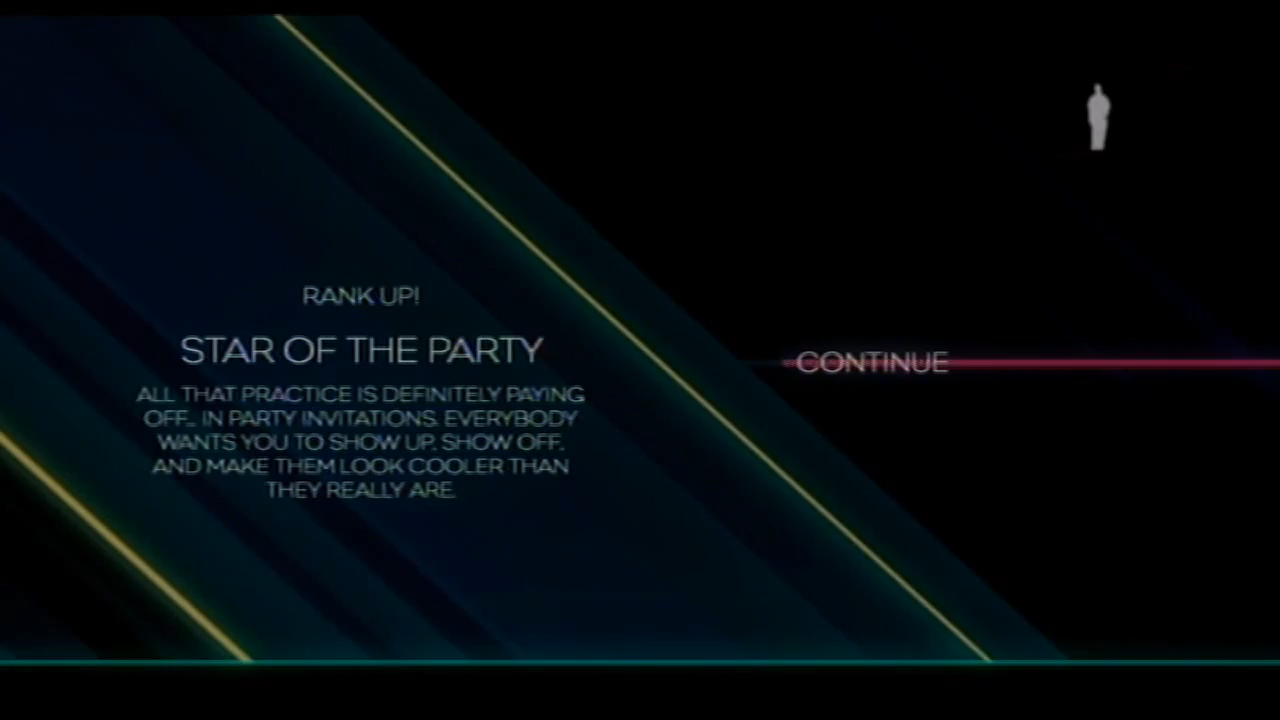 RANK UP!
STAR OF THE PARTY
ALL THAT PRACTICE IS DEFINITELY PAYING
OFF... IN PARTY INVITATIONS. EVERYBODY
WANTS YOU TO SHOW UP, SHOW OFF,
AND MAKE THEM LOOK COOLER THAN
THEY REALLY ARE.
CONTINUE